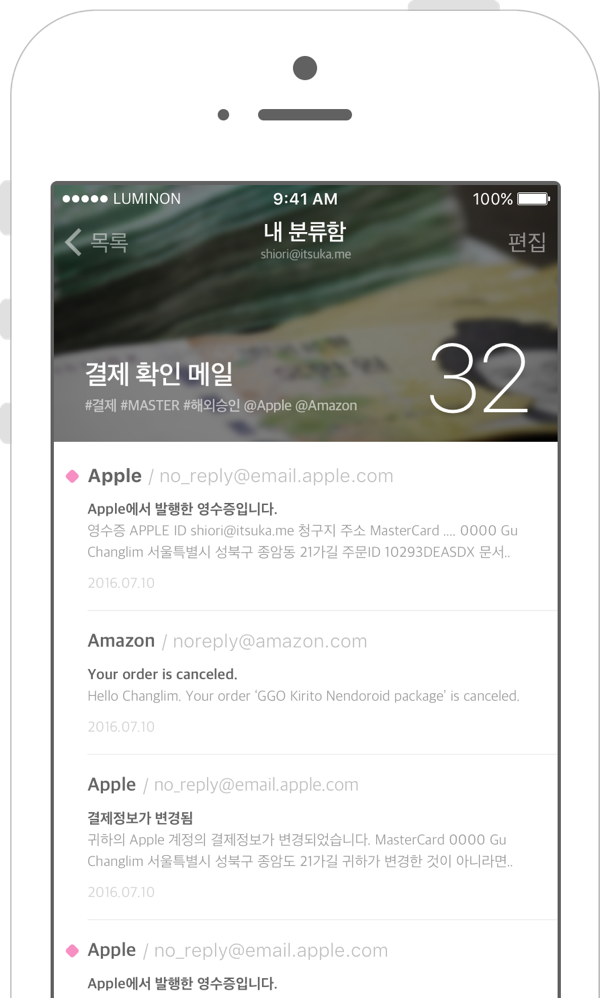 LUMINON 9:41 AM 100%
목록 내 분류함 편집
shiori@itsuka.me
결제 확인 메일 32
#결제 #MASTER #해외승인 @Apple @Amazon
Apple / no_reply@email.apple.com
Apple에서 발행한 영수증입니다.
영수증 APPLE ID shiori@itsuka.me 청구지 주소 MasterCard .... 0000 Gu
Changlim 서울특별시 성북구 종암동 21가길 주문ID 10293DEASDX 문서..
2016.07.10
Amazon / noreply@amazon.com
Your order is canceled.
Hello Changlim, Your order 'GGO Kirito Nendoroid package' is canceled.
2016.07.10
Apple / no_reply@email.apple.com
결제정보가 변경됨
귀하의 Apple 계정의 결제정보가 변경되었습니다. MasterCard 0000 Gu
Changlim 서울특별시 성북구 종암도 21가길 귀하가 변경한 것이 아니라면..
2016.07.10
Apple / no_reply@email.apple.com
Apple에서 발행한 영수증입니다.